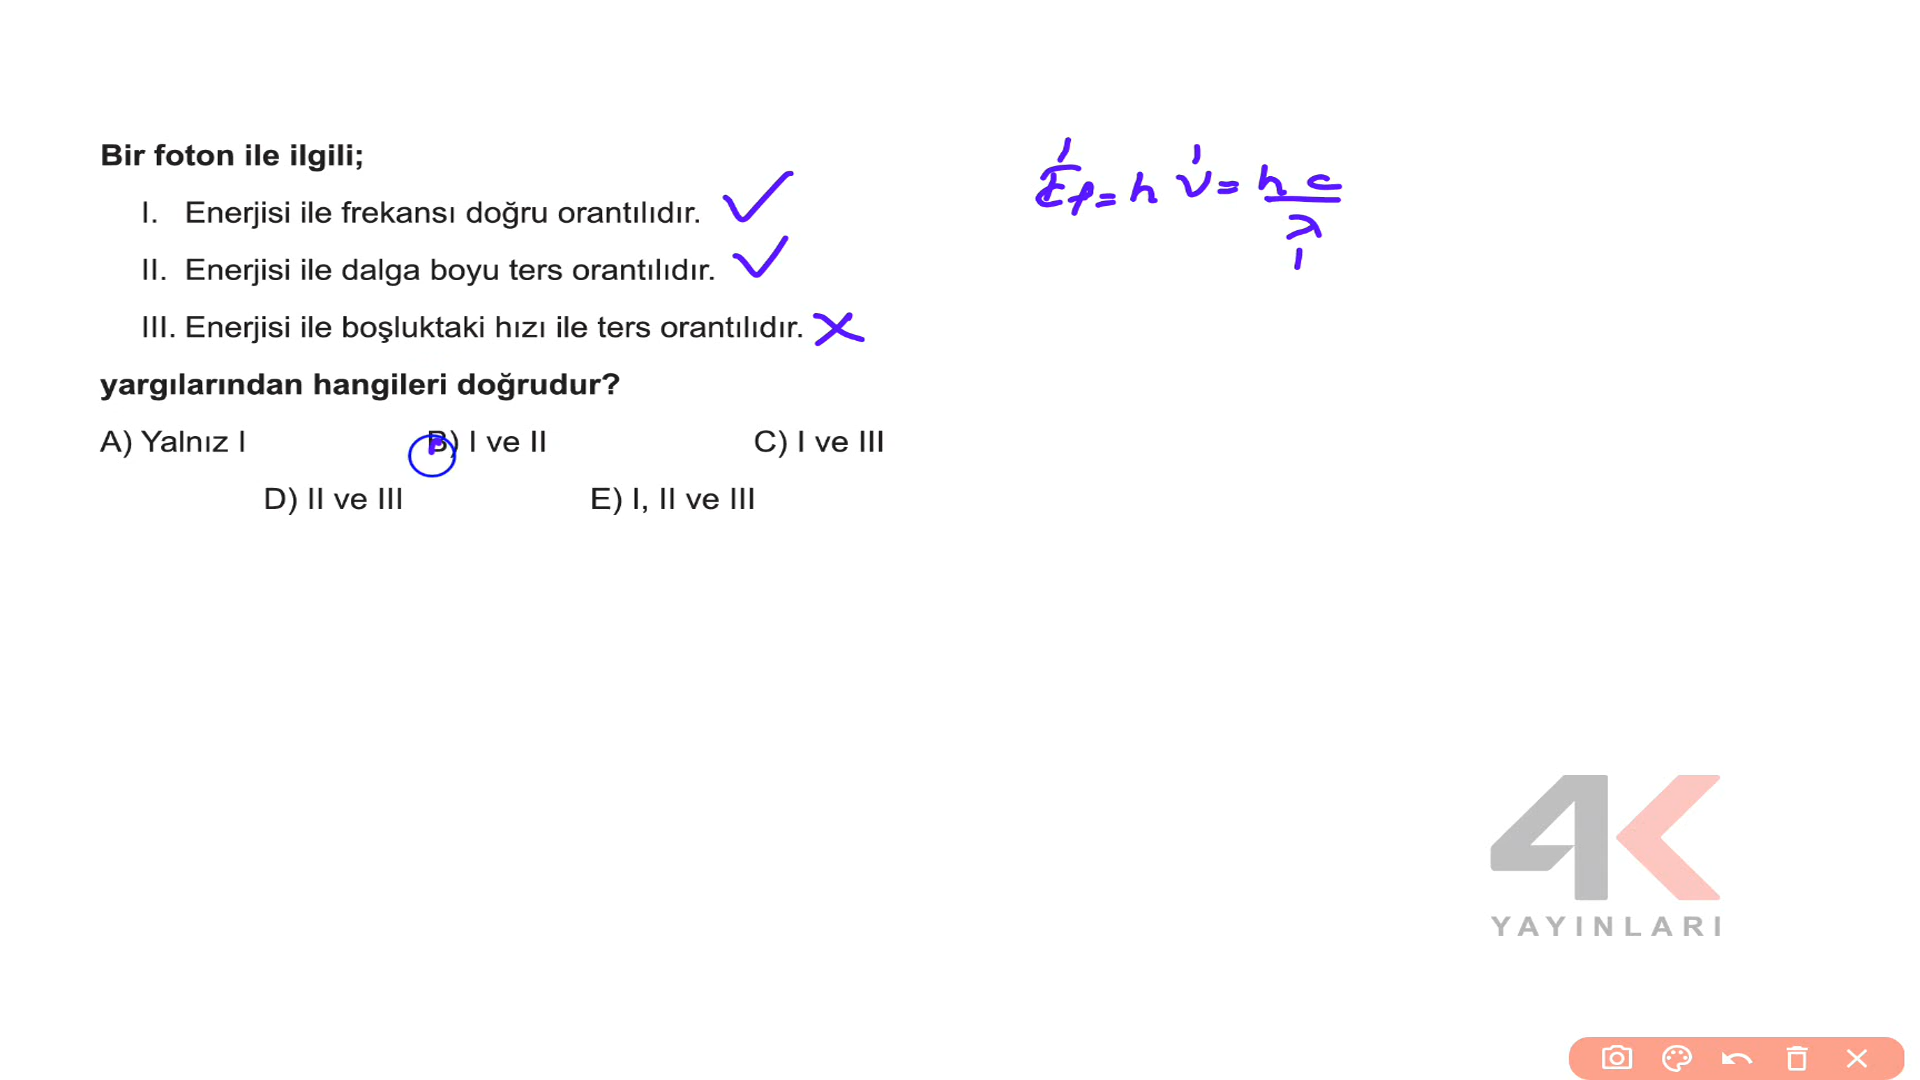 Bir foton ile ilgili;
I. Enerjisi ile frekansı doğru orantılıdır.
II. Enerjisi ile dalga boyu ters orantılıdır.
III. Enerjisi ile boşluktaki hızı ile ters orantılıdır.
yargılarından hangileri doğrudur?
A) Yalnız I B) I ve II C) I ve III
D) II ve III E) I, II ve III
Ef = h ν = h c / λ
4K
YAYINLARI